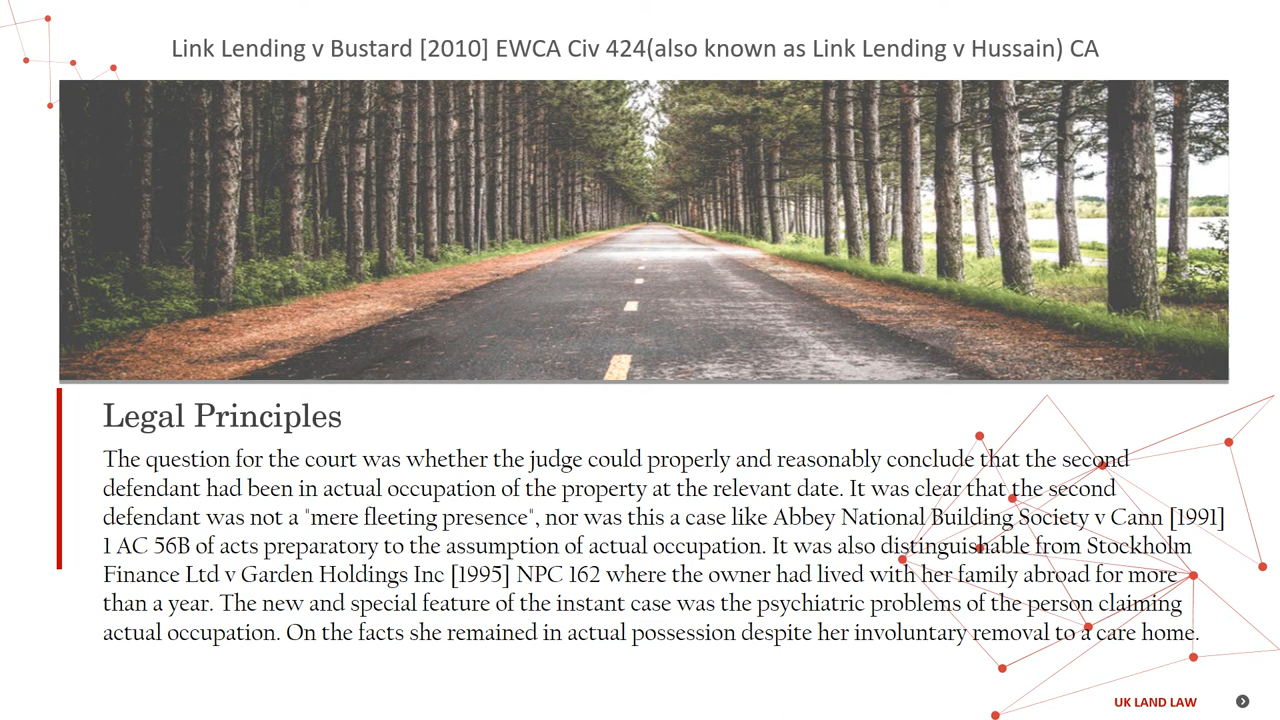 Link Lending v Bustard [2010] EWCA Civ 424(also known as Link Lending v Hussain) CA
Legal Principles
The question for the court was whether the judge could properly and reasonably conclude that the second
defendant had been in actual occupation of the property at the relevant date. It was clear that the second
defendant was not a "mere fleeting presence", nor was this a case like Abbey National Building Society v Cann [1991]
1 AC 56B of acts preparatory to the assumption of actual occupation. It was also distinguishable from Stockholm
Finance Ltd v Garden Holdings Inc [1995] NPC 162 where the owner had lived with her family abroad for more
than a year. The new and special feature of the instant case was the psychiatric problems of the person claiming
actual occupation. On the facts she remained in actual possession despite her involuntary removal to a care home.
UK LAND LAW